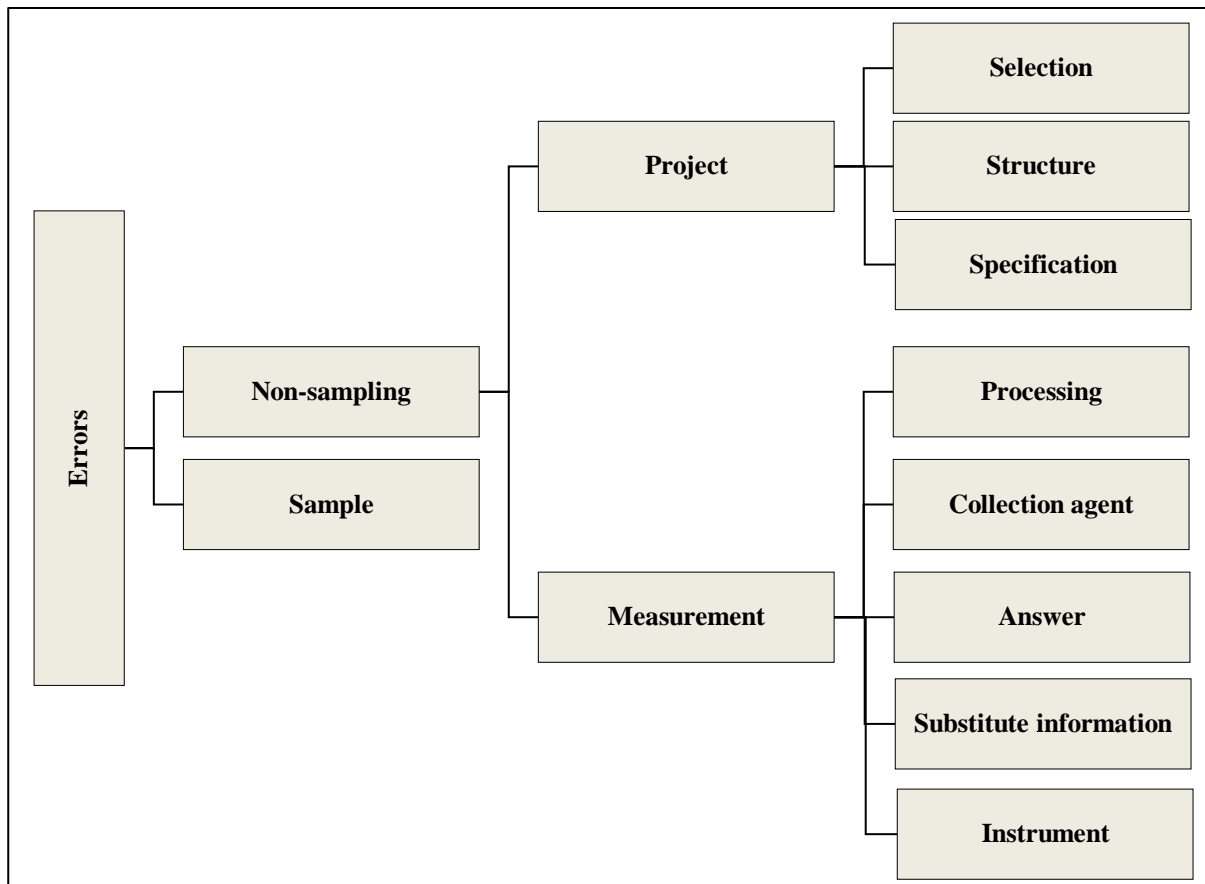 Errors
Non-sampling
Sample
Project
Measurement
Selection
Structure
Specification
Processing
Collection agent
Answer
Substitute information
Instrument